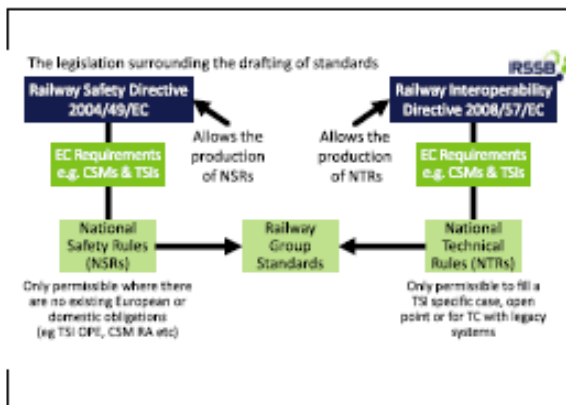 The legislation surrounding the drafting of standards
RSSB
Railway Safety Directive
2004/49/EC
Railway Interoperability
Directive 2008/57/EC
Allows the
production
of NSRs
Allows the
production
of NTRs
EC Requirements
e.g. CSMs & TSIs
EC Requirements
e.g. CSMs & TSIs
National
Safety Rules
(NSRs)
Railway
Group
Standards
National
Technical
Rules (NTRs)
Only permissible where there
are no existing European or
domestic obligations
(eg TSI OPE, CSM RA etc)
Only permissible to fill a
TSI specific case, open
point or for TC with legacy
systems